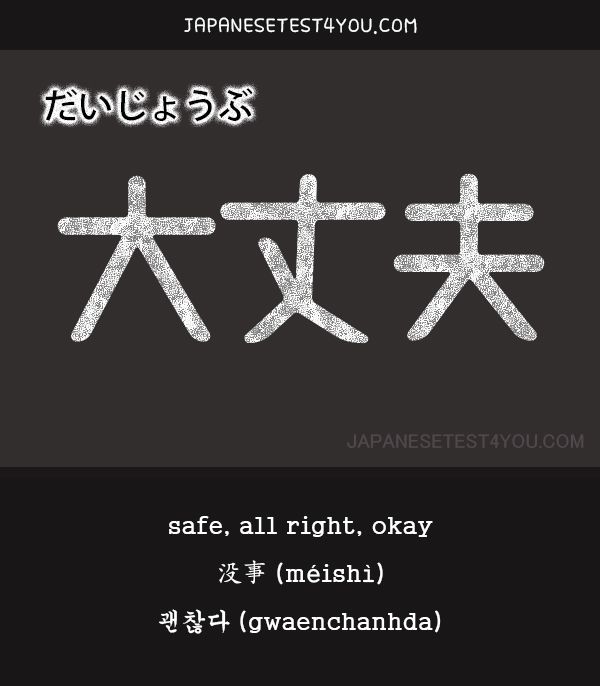 JAPANESETEST4YOU.COM
だいじょうぶ
大丈夫
JAPANESETEST4YOU.COM
safe, all right, okay
没事 (méishì)
괜찮다 (gwaenchanhda)